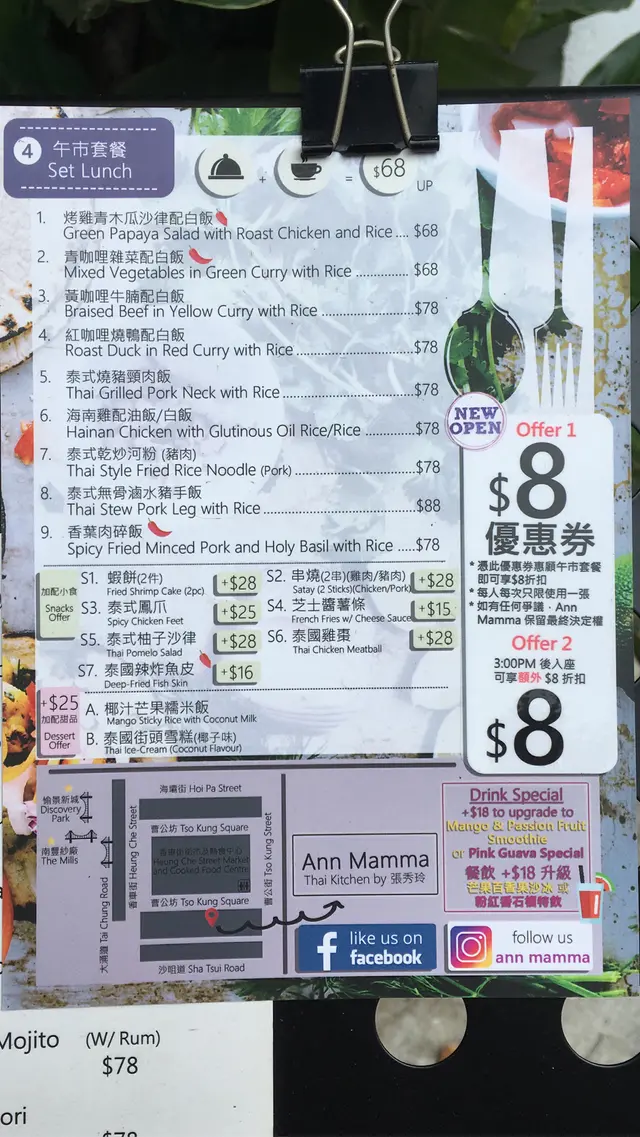 4 午市套餐
Set Lunch
+ = $68 UP
1. 烤雞青木瓜沙律配白飯
Green Papaya Salad with Roast Chicken and Rice .... $68
2. 青咖哩雜菜配白飯
Mixed Vegetables in Green Curry with Rice ............... $68
3. 黃咖哩牛腩配白飯
Braised Beef in Yellow Curry with Rice ........................$78
4. 紅咖哩燒鴨配白飯
Roast Duck in Red Curry with Rice ..............................$78
5. 泰式燒豬頸肉飯
Thai Grilled Pork Neck with Rice .................................$78
6. 海南雞配油飯/白飯
Hainan Chicken with Glutinous Oil Rice/Rice .............$78
7. 泰式乾炒河粉 (豬肉)
Thai Style Fried Rice Noodle (Pork) .............................. $78
8. 泰式無骨滷水豬手飯
Thai Stew Pork Leg with Rice ...................................... $88
9. 香葉肉碎飯
Spicy Fried Minced Pork and Holy Basil with Rice .....$78
加配小食
Snacks
Offer
S1. 蝦餅(2件) +$28
Fried Shrimp Cake (2pc)
S2. 串燒(2串)(雞肉/豬肉) +$28
Satay (2 Sticks)(Chicken/Pork)
S3. 泰式鳳爪 +$25
Spicy Chicken Feet
S4. 芝士醬薯條 +$15
French Fries w/ Cheese Sauce
S5. 泰式柚子沙律 +$28
Thai Pomelo Salad
S6. 泰國雞棗 +$28
Thai Chicken Meatball
S7. 泰國辣炸魚皮 +$16
Deep-Fried Fish Skin
+$25
加配甜品
Dessert
Offer
A. 椰汁芒果糯米飯
Mango Sticky Rice with Coconut Milk
B. 泰國街頭雪糕(椰子味)
Thai Ice-Cream (Coconut Flavour)
NEW
OPEN
Offer 1
$8
優惠券
* 憑此優惠券惠顧午市套餐
即可享$8折扣
* 每人每次只限使用一張
* 如有任何爭議，Ann
Mamma 保留最終決定權
Offer 2
3:00PM 後入座
可享額外 $8 折扣
$8
愉景新城
Discovery
Park
南豐紗廠
The Mills
大涌道 Tai Chung Road
香車街 Heung Che Street
海壩街 Hoi Pa Street
曹公坊 Tso Kung Square
香車街街市及熟食中心
Heung Che Street Market
and Cooked Food Centre
曹公坊 Tso Kung Square
沙咀道 Sha Tsui Road
曹公街 Tso Kung Street
Ann Mamma
Thai Kitchen by 張秀玲
f like us on
facebook
follow us
ann mamma
Drink Special
+$18 to upgrade to
Mango & Passion Fruit
Smoothie
or Pink Guava Special
餐飲 +$18 升級
芒果百香果沙冰 或
粉紅番石榴特飲
Mojito (W/ Rum)
$78
ori
$78